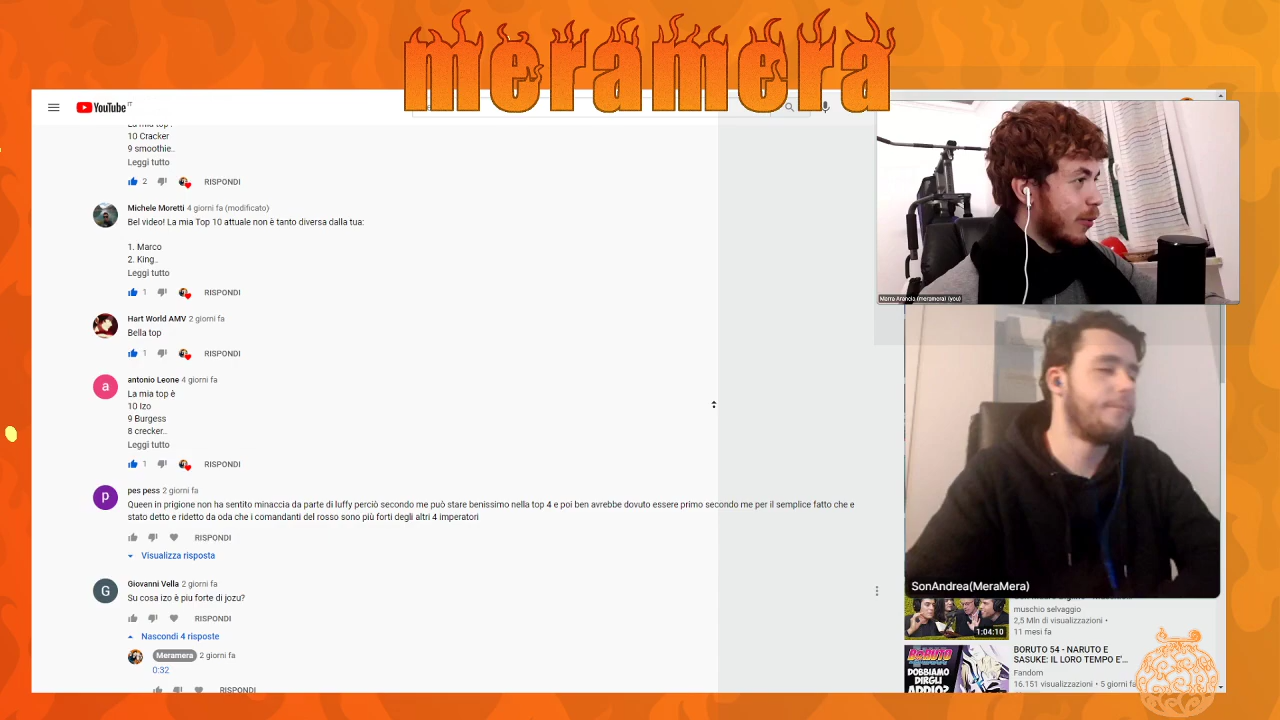 meramera
YouTube IT
10 Cracker
9 smoothie..
Leggi tutto
2 RISPONDI
Michele Moretti 4 giorni fa (modificato)
Bel video! La mia Top 10 attuale non è tanto diversa dalla tua:
1. Marco
2. King..
Leggi tutto
1 RISPONDI
Hart World AMV 2 giorni fa
Bella top
1 RISPONDI
a
antonio Leone 4 giorni fa
La mia top è
10 Izo
9 Burgess
8 crecker..
Leggi tutto
1 RISPONDI
p
pes pess 2 giorni fa
Queen in prigione non ha sentito minaccia da parte di luffy perciò secondo me può stare benissimo nella top 4 e poi ben avrebbe dovuto essere primo secondo me per il semplice fatto che e
stato detto e ridetto da oda che i comandanti del rosso sono più forti degli altri 4 imperatori
RISPONDI
Visualizza risposta
G
Giovanni Vella 2 giorni fa
Su cosa izo è piu forte di jozu?
RISPONDI
Nascondi 4 risposte
Meramera 2 giorni fa
0:32
RISPONDI
Marra Arancia (meramera) (you)
SonAndrea(MeraMera)
1:04:10
muschio selvaggio
2,5 Mln di visualizzazioni •
11 mesi fa
BORUTO
DOBBIAMO
DIRGLI
ADDIO?
BORUTO 54 - NARUTO E
SASUKE: IL LORO TEMPO E'...
Fandom
16.151 visualizzazioni • 5 giorni fa